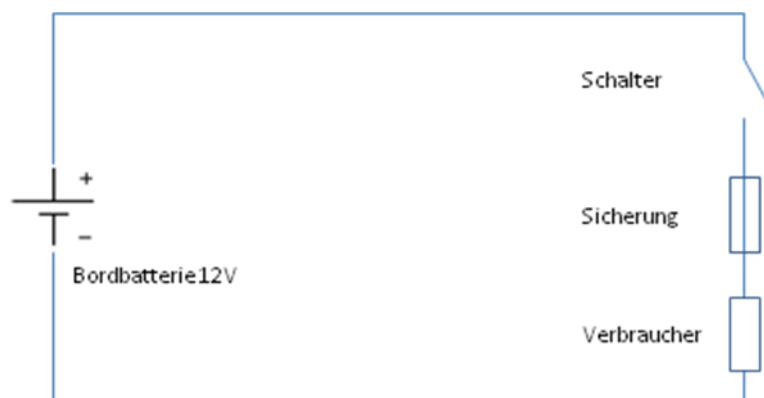 Schalter
+
Sicherung
–
Bordbatterie12V
Verbraucher